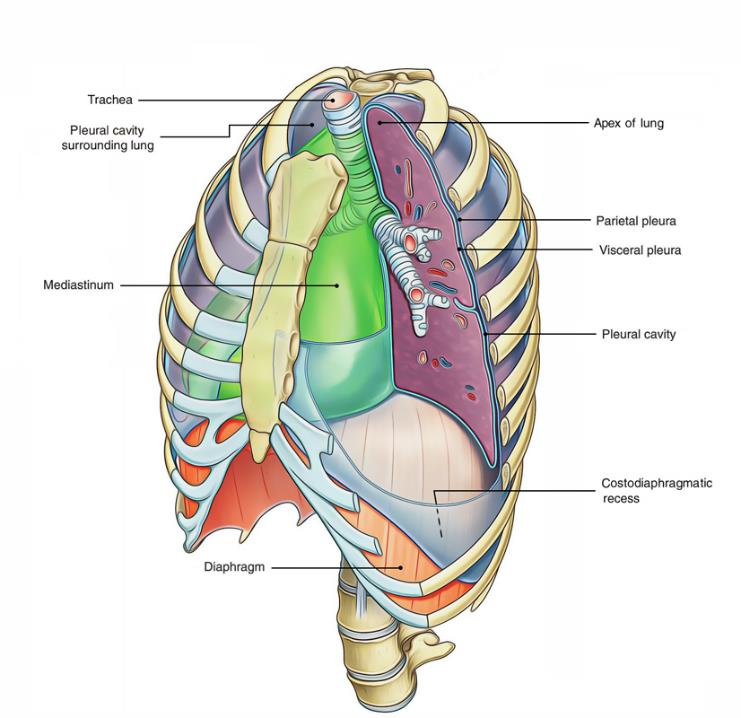 Trachea
Pleural cavity
surrounding lung
Apex of lung
Parietal pleura
Visceral pleura
Mediastinum
Pleural cavity
Costodiaphragmatic
recess
Diaphragm